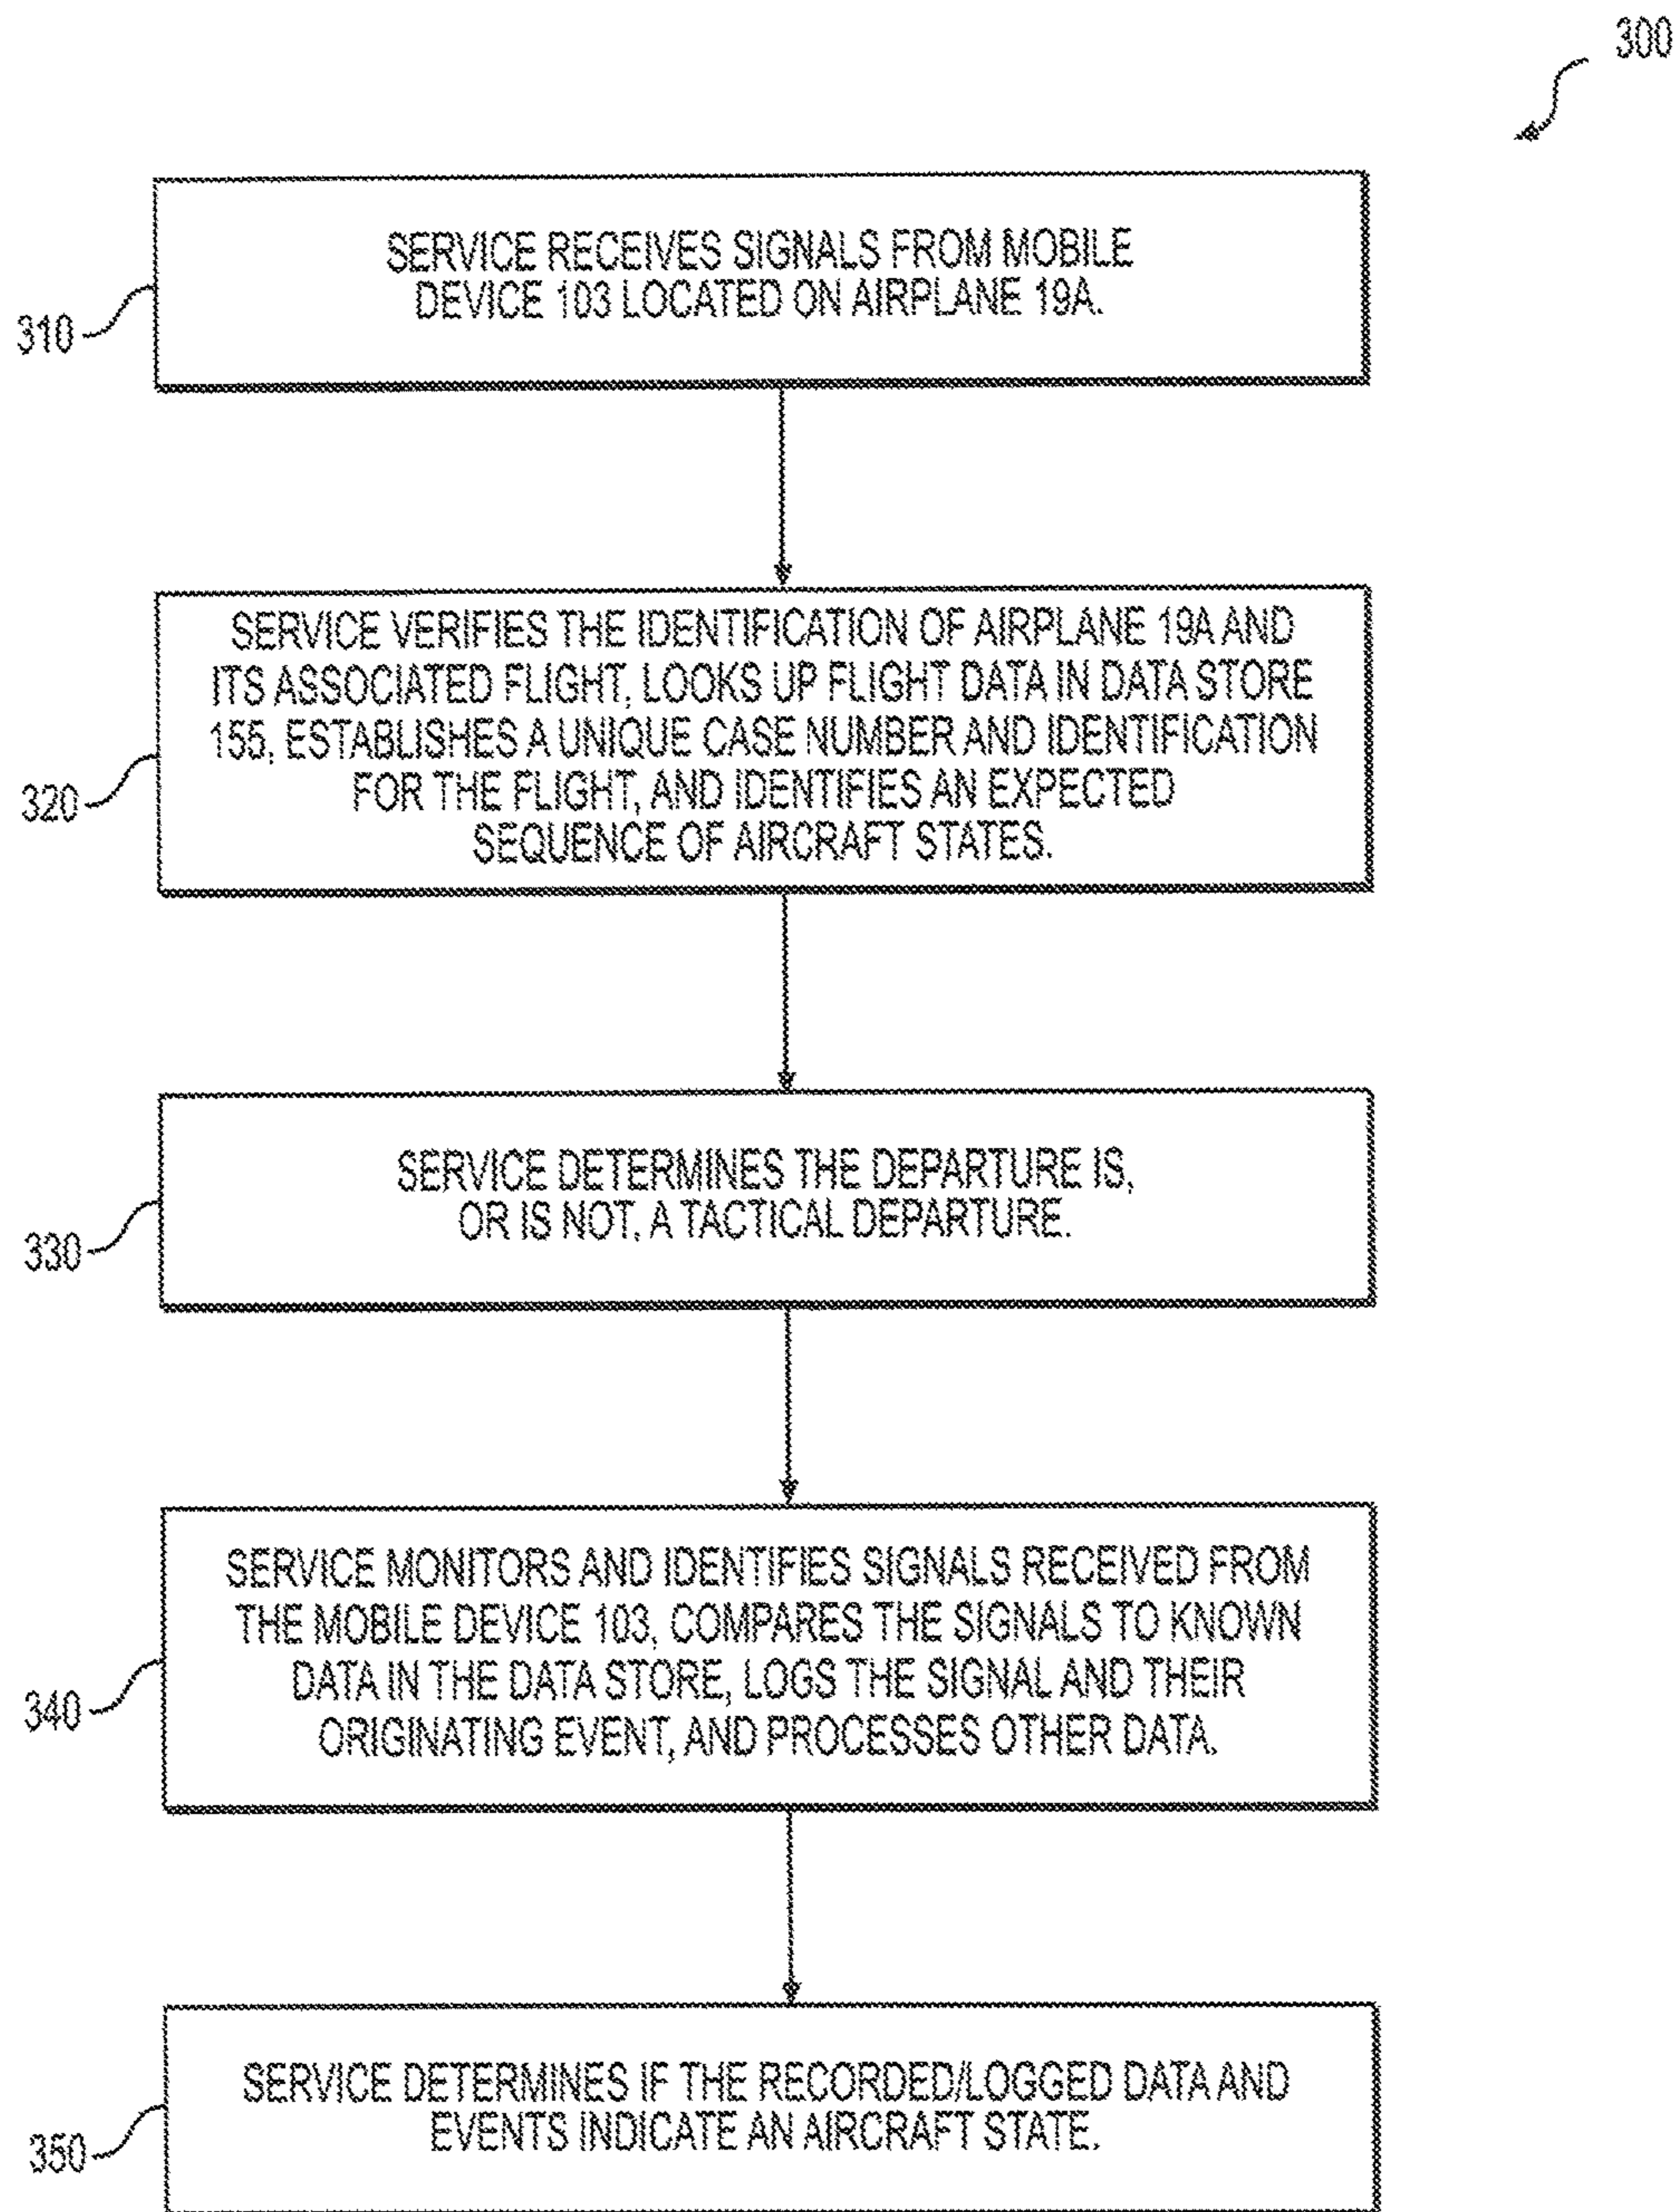 300
SERVICE RECEIVES SIGNALS FROM MOBILE
DEVICE 103 LOCATED ON AIRPLANE 19A.
310
SERVICE VERIFIES THE IDENTIFICATION OF AIRPLANE 19A AND
ITS ASSOCIATED FLIGHT, LOOKS UP FLIGHT DATA IN DATA STORE
155, ESTABLISHES A UNIQUE CASE NUMBER AND IDENTIFICATION
FOR THE FLIGHT, AND IDENTIFIES AN EXPECTED
SEQUENCE OF AIRCRAFT STATES.
320
SERVICE DETERMINES THE DEPARTURE IS,
OR IS NOT, A TACTICAL DEPARTURE.
330
SERVICE MONITORS AND IDENTIFIES SIGNALS RECEIVED FROM
THE MOBILE DEVICE 103, COMPARES THE SIGNALS TO KNOWN
DATA IN THE DATA STORE, LOGS THE SIGNAL AND THEIR
ORIGINATING EVENT, AND PROCESSES OTHER DATA.
340
SERVICE DETERMINES IF THE RECORDED/LOGGED DATA AND
EVENTS INDICATE AN AIRCRAFT STATE.
350